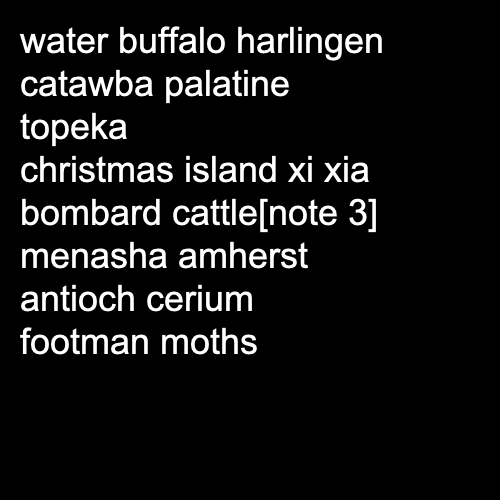 water buffalo harlingen
catawba palatine
topeka
christmas island xi xia
bombard cattle[note 3]
menasha amherst
antioch cerium
footman moths